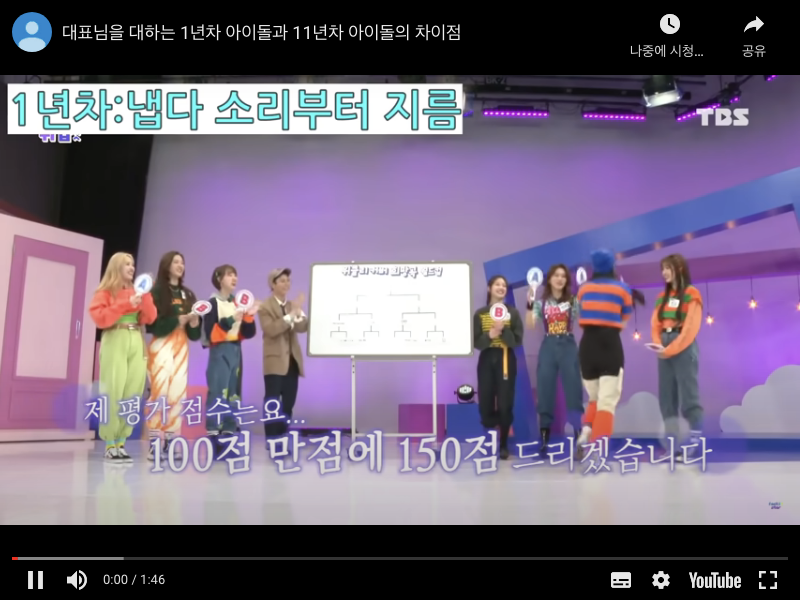 대표님을 대하는 1년차 아이돌과 11년차 아이돌의 차이점
나중에 시청...
공유
1년차:냅다 소리부터 지름
TBS
A
B
B
B
A
제 평가 점수는요...
100점 만점에 150점 드리겠습니다
0:00 / 1:46
YouTube